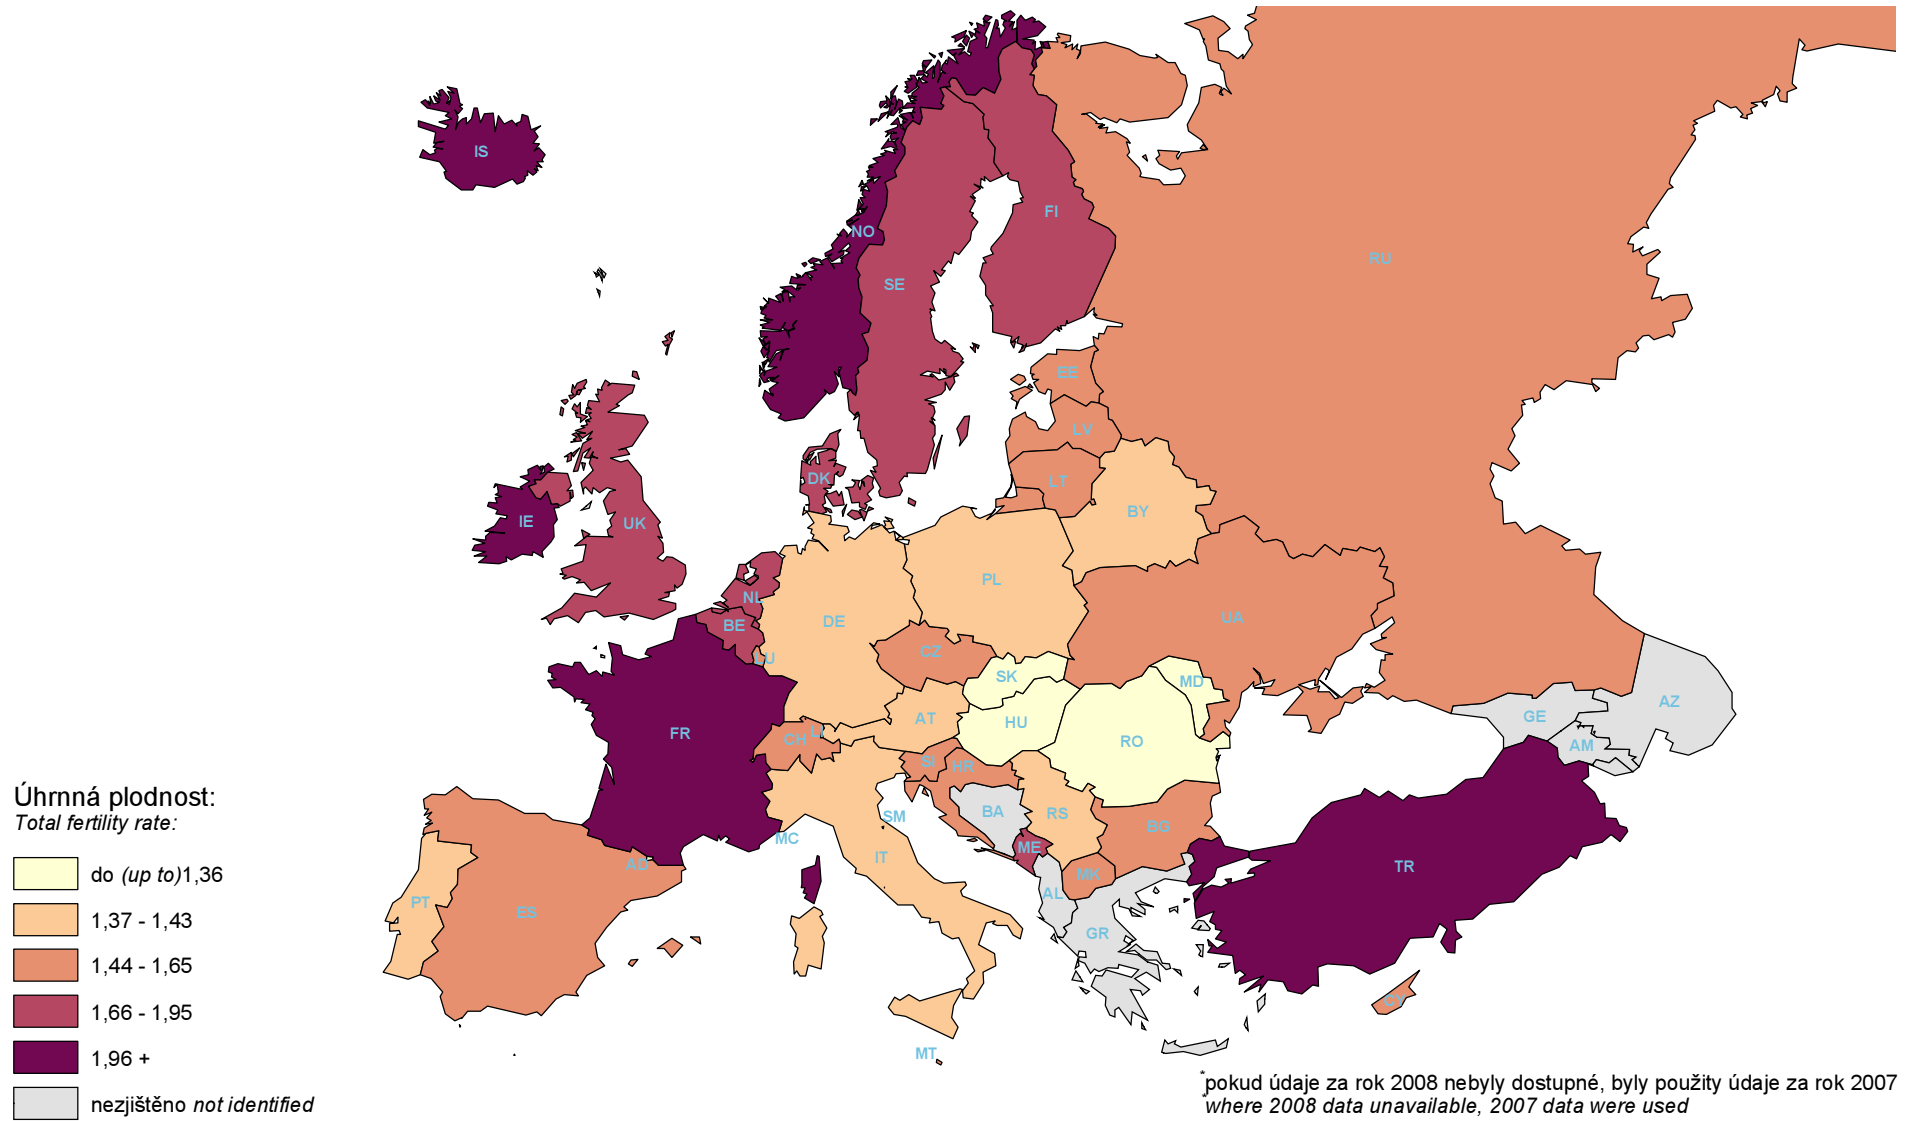 IS
NO
FI
SE
RU
EE
LV
DK
LT
IE
UK
BY
PL
NL
DE
BE
UA
CZ
LU
SK
MD
AZ
AT
HU
GE
FR
CH
LI
RO
AM
SI
HR
BA
RS
SM
BG
MC
ME
IT
AD
TR
MK
AL
PT
ES
GR
CY
MT
Úhrnná plodnost:
Total fertility rate:
do (up to)1,36
1,37 - 1,43
1,44 - 1,65
1,66 - 1,95
1,96 +
nezjištěno not identified
*pokud údaje za rok 2008 nebyly dostupné, byly použity údaje za rok 2007
*where 2008 data unavailable, 2007 data were used